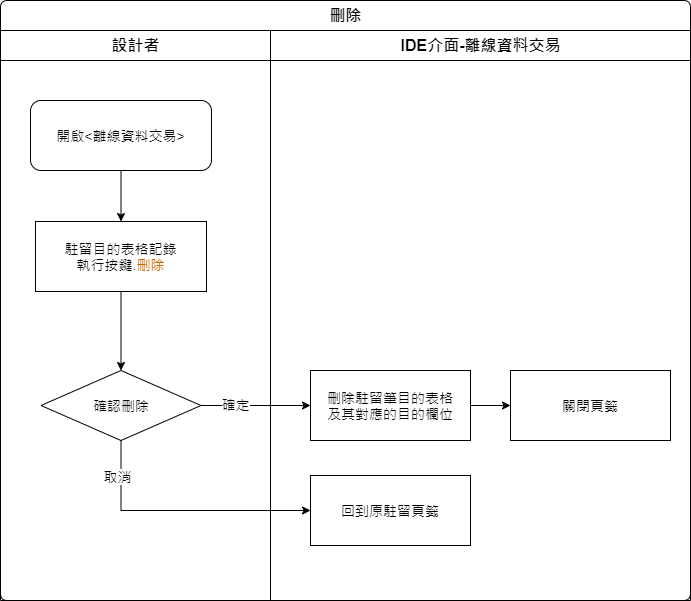 刪除
設計者
IDE介面-離線資料交易
開啟<離線資料交易>
駐留目的表格記錄
執行按鍵.刪除
確認刪除
確定
刪除駐留筆目的表格
及其對應的目的欄位
關閉頁籤
取消
回到原駐留頁籤